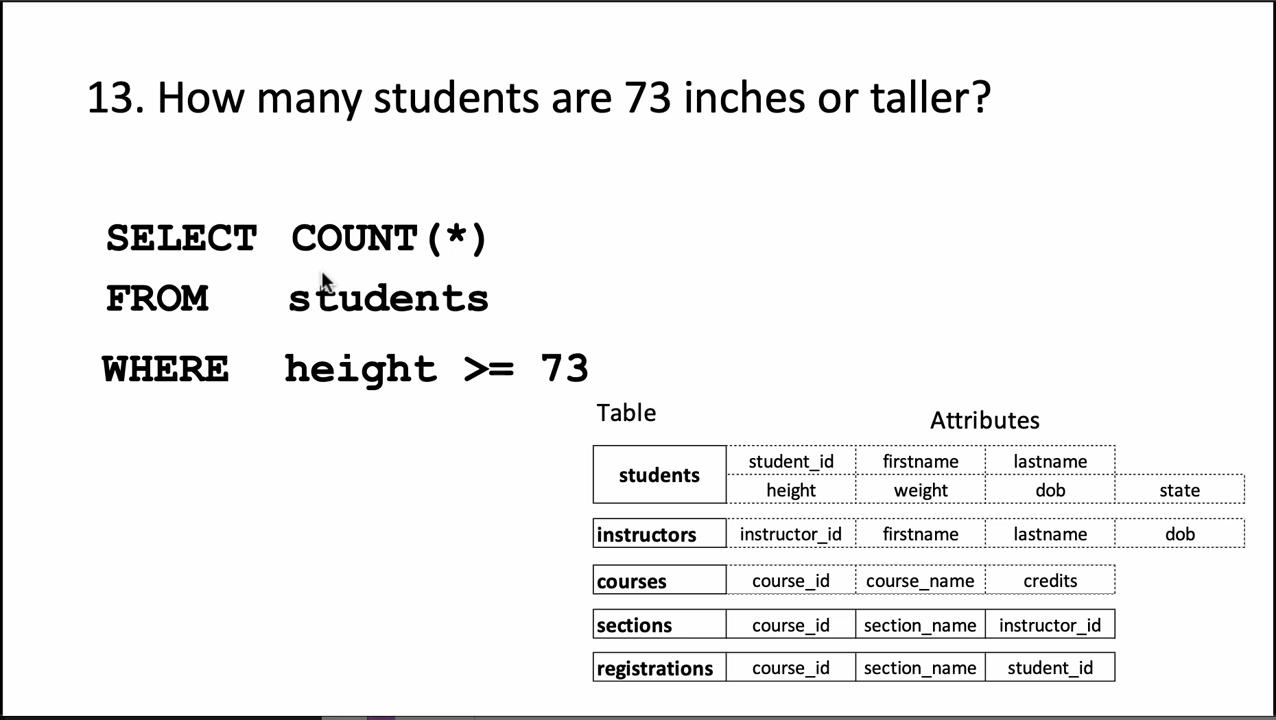 13. How many students are 73 inches or taller?
SELECT COUNT(*)
FROM students
WHERE height >= 73
Table Attributes
students student_id firstname lastname
height weight dob state
instructors instructor_id firstname lastname dob
courses course_id course_name credits
sections course_id section_name instructor_id
registrations course_id section_name student_id